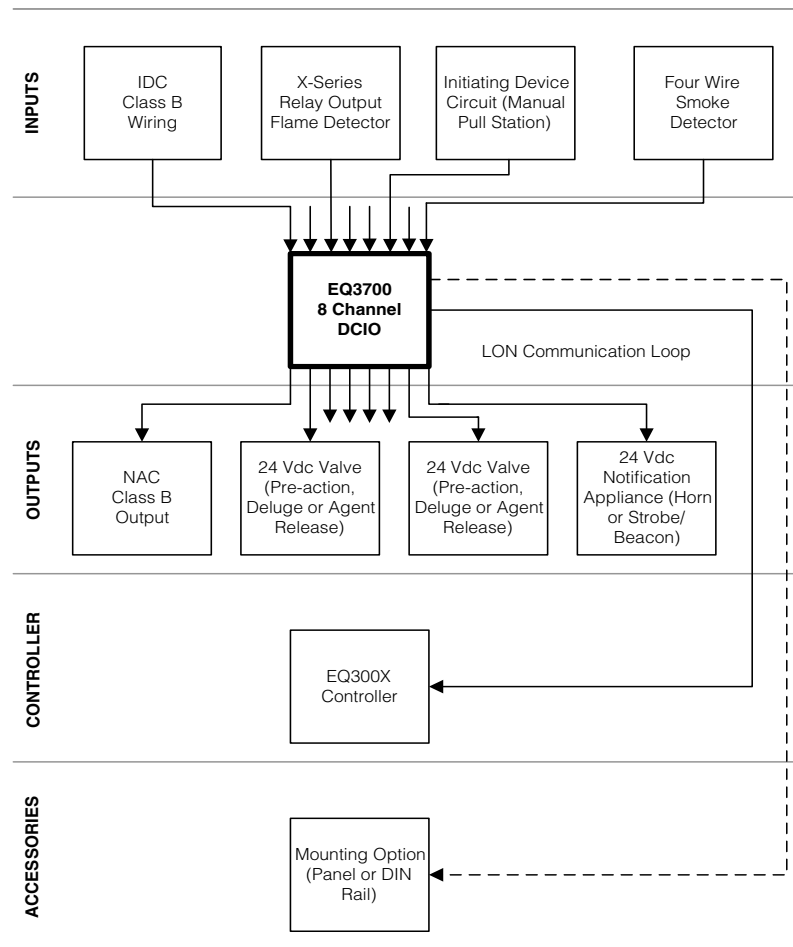 INPUTS
IDC
Class B
Wiring
X-Series
Relay Output
Flame Detector
Initiating Device
Circuit (Manual
Pull Station)
Four Wire
Smoke
Detector
EQ3700
8 Channel
DCIO
LON Communication Loop
OUTPUTS
NAC
Class B
Output
24 Vdc Valve
(Pre-action,
Deluge or Agent
Release)
24 Vdc Valve
(Pre-action,
Deluge or Agent
Release)
24 Vdc
Notification
Appliance (Horn
or Strobe/
Beacon)
CONTROLLER
EQ300X
Controller
ACCESSORIES
Mounting Option
(Panel or DIN
Rail)